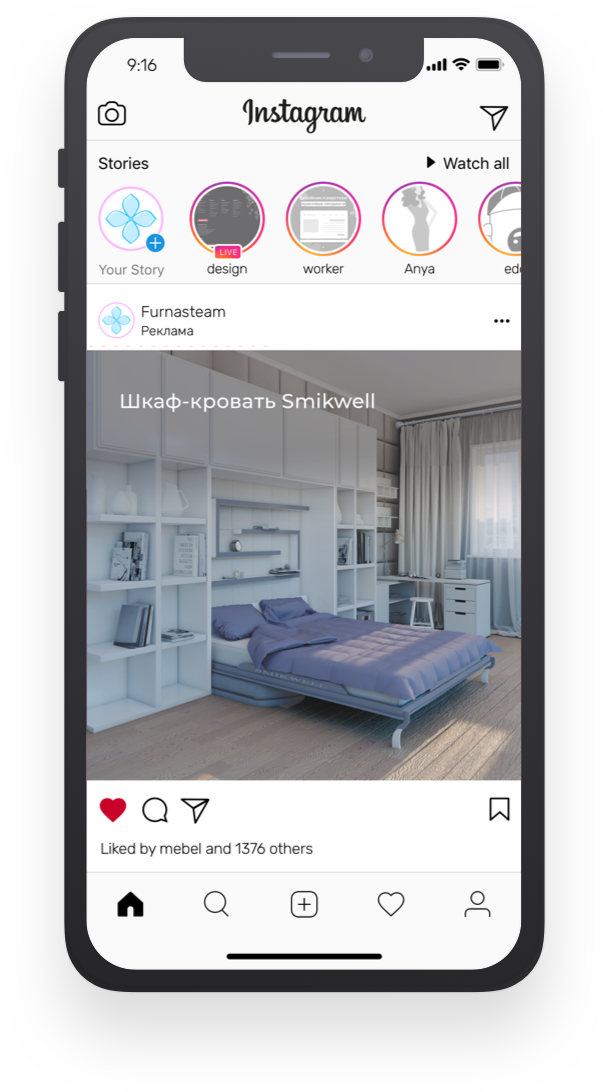 9:16
Instagram
Stories
Watch all
LIVE
Your Story
design
worker
Anya
Furnasteam
Реклама
Шкаф-кровать Smikwell
SMIKWELL
Liked by mebel and 1376 others